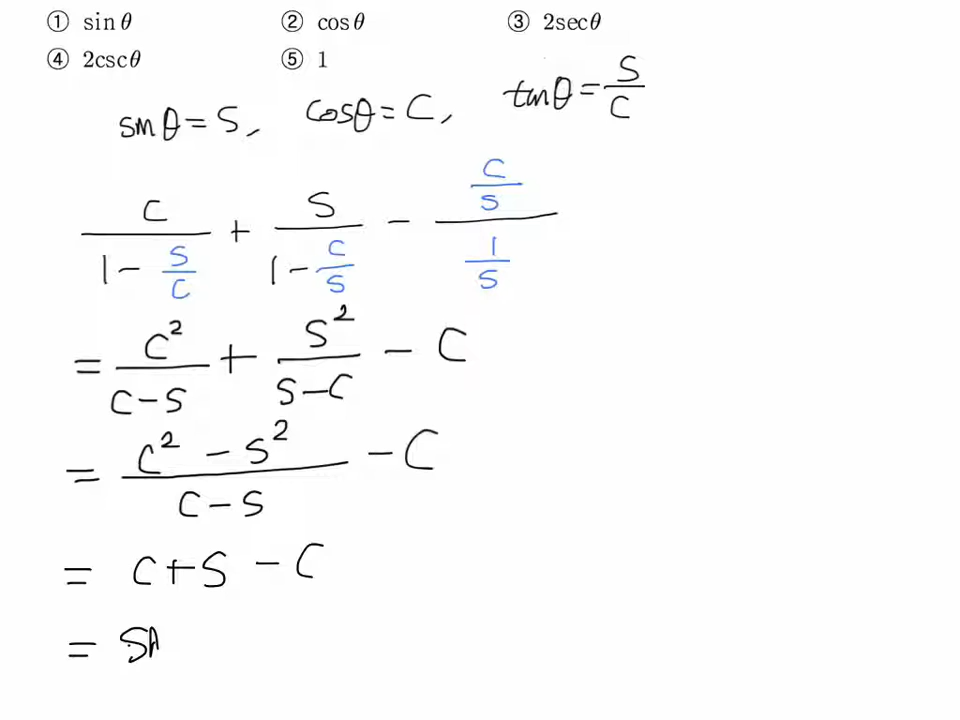 ① sinθ ② cosθ ③ 2secθ
④ 2cscθ ⑤ 1
sinθ = S, cosθ = C, tanθ = S/C
C/(1 - S/C) + S/(1 - C/S) - (C/S)/(1/S)
= C²/(C-S) + S²/(S-C) - C
= (C² - S²)/(C-S) - C
= C+S - C
= SA